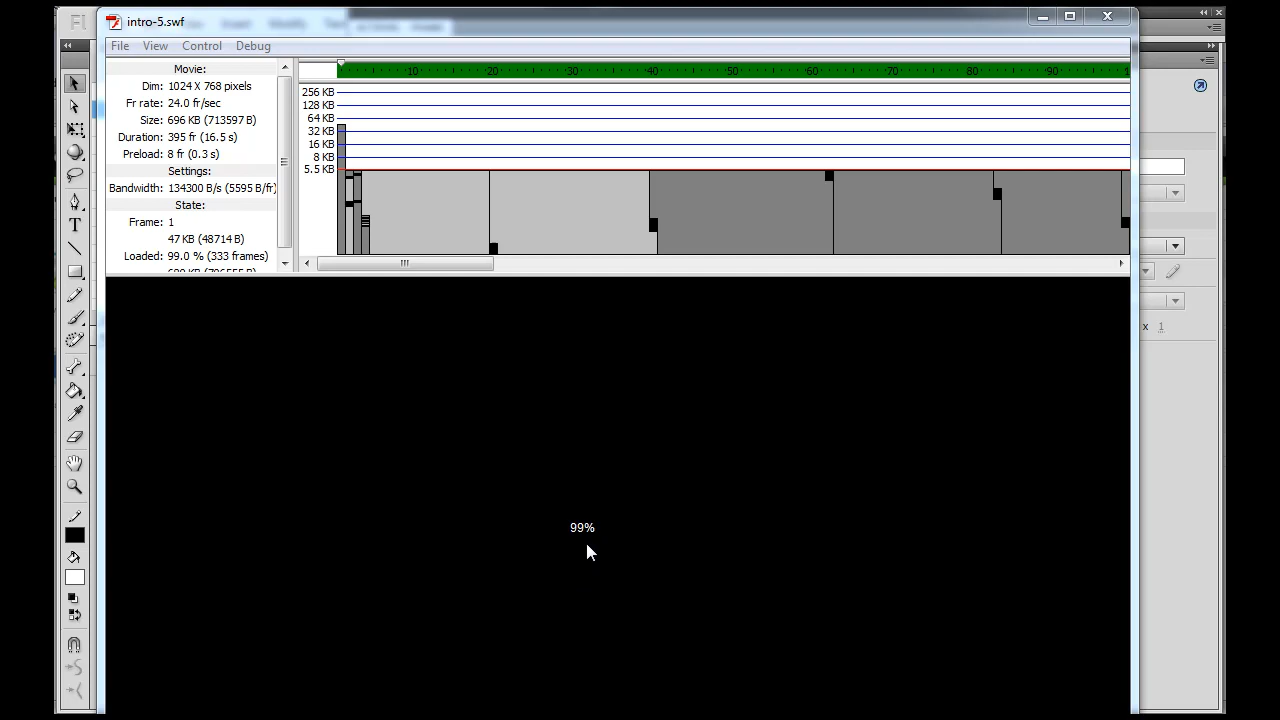 Fl
intro-5.swf
File View Control Debug
Movie:
Dim: 1024 X 768 pixels
Fr rate: 24.0 fr/sec
Size: 696 KB (713597 B)
Duration: 395 fr (16.5 s)
Preload: 8 fr (0.3 s)
Settings:
Bandwidth: 134300 B/s (5595 B/fr)
State:
Frame: 1
47 KB (48714 B)
Loaded: 99.0 % (333 frames)
10 20 30 40 50 60 70 80 90 1
256 KB
128 KB
64 KB
32 KB
16 KB
8 KB
5.5 KB
x 1
99%